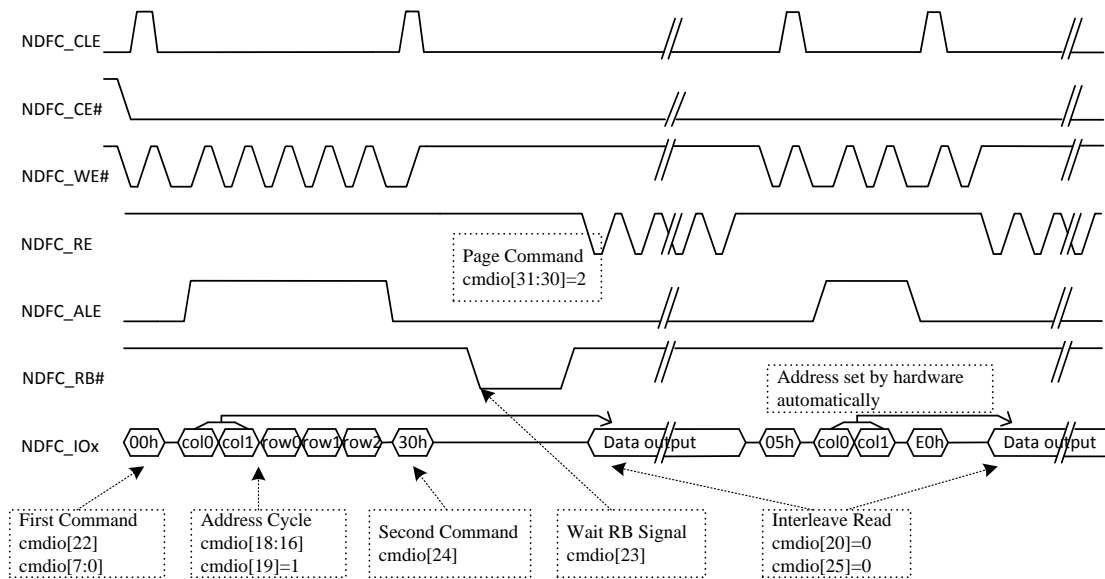 NDFC_CLE
NDFC_CE#
NDFC_WE#
NDFC_RE
Page Command
cmdio[31:30]=2
NDFC_ALE
NDFC_RB#
Address set by hardware
automatically
NDFC_IOx 00h col0 col1 row0 row1 row2 30h Data output 05h col0 col1 E0h Data output
First Command
cmdio[22]
cmdio[7:0]
Address Cycle
cmdio[18:16]
cmdio[19]=1
Second Command
cmdio[24]
Wait RB Signal
cmdio[23]
Interleave Read
cmdio[20]=0
cmdio[25]=0